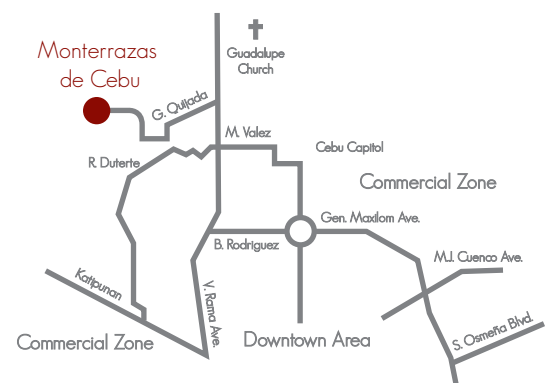 Monterrazas
de Cebu
Guadalupe
Church
G. Quijada
M. Valez
Cebu Capitol
R. Duterte
Commercial Zone
Gen. Maxilom Ave.
B. Rodriguez
M.J. Cuenco Ave.
Katipunan
V. Rama Ave.
S. Osmeña Blvd.
Commercial Zone
Downtown Area